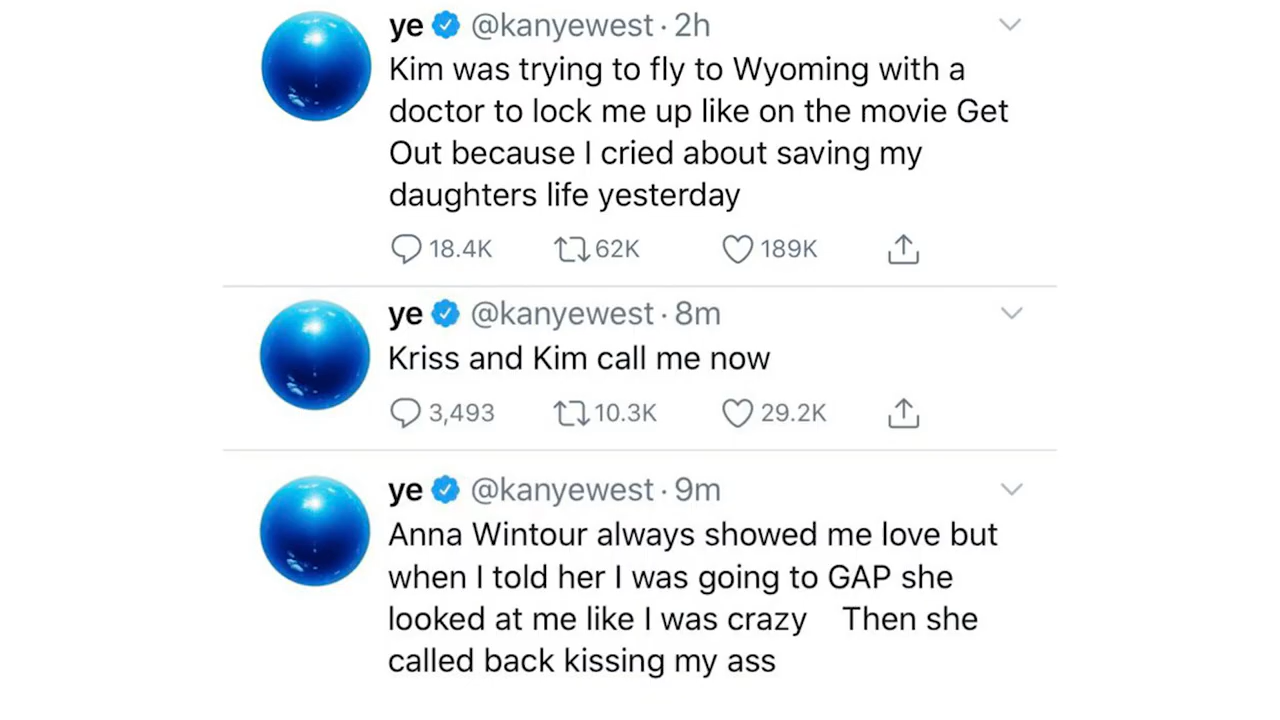 ye @kanyewest · 2h
Kim was trying to fly to Wyoming with a
doctor to lock me up like on the movie Get
Out because I cried about saving my
daughters life yesterday
18.4K 62K 189K
ye @kanyewest · 8m
Kriss and Kim call me now
3,493 10.3K 29.2K
ye @kanyewest · 9m
Anna Wintour always showed me love but
when I told her I was going to GAP she
looked at me like I was crazy    Then she
called back kissing my ass